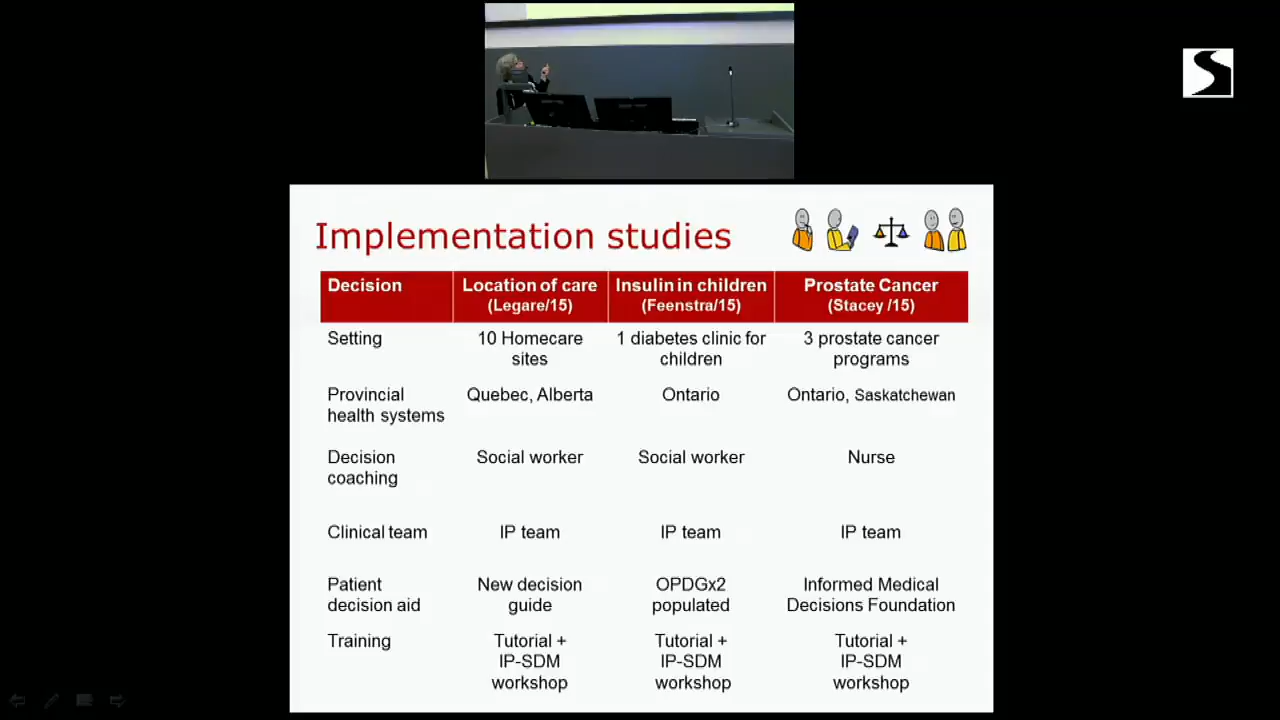 Implementation studies
Decision
Location of care
(Legare/15)
Insulin in children
(Feenstra/15)
Prostate Cancer
(Stacey /15)
Setting
10 Homecare
sites
1 diabetes clinic for
children
3 prostate cancer
programs
Provincial
health systems
Quebec, Alberta
Ontario
Ontario, Saskatchewan
Decision
coaching
Social worker
Social worker
Nurse
Clinical team
IP team
IP team
IP team
Patient
decision aid
New decision
guide
OPDGx2
populated
Informed Medical
Decisions Foundation
Training
Tutorial +
IP-SDM
workshop
Tutorial +
IP-SDM
workshop
Tutorial +
IP-SDM
workshop